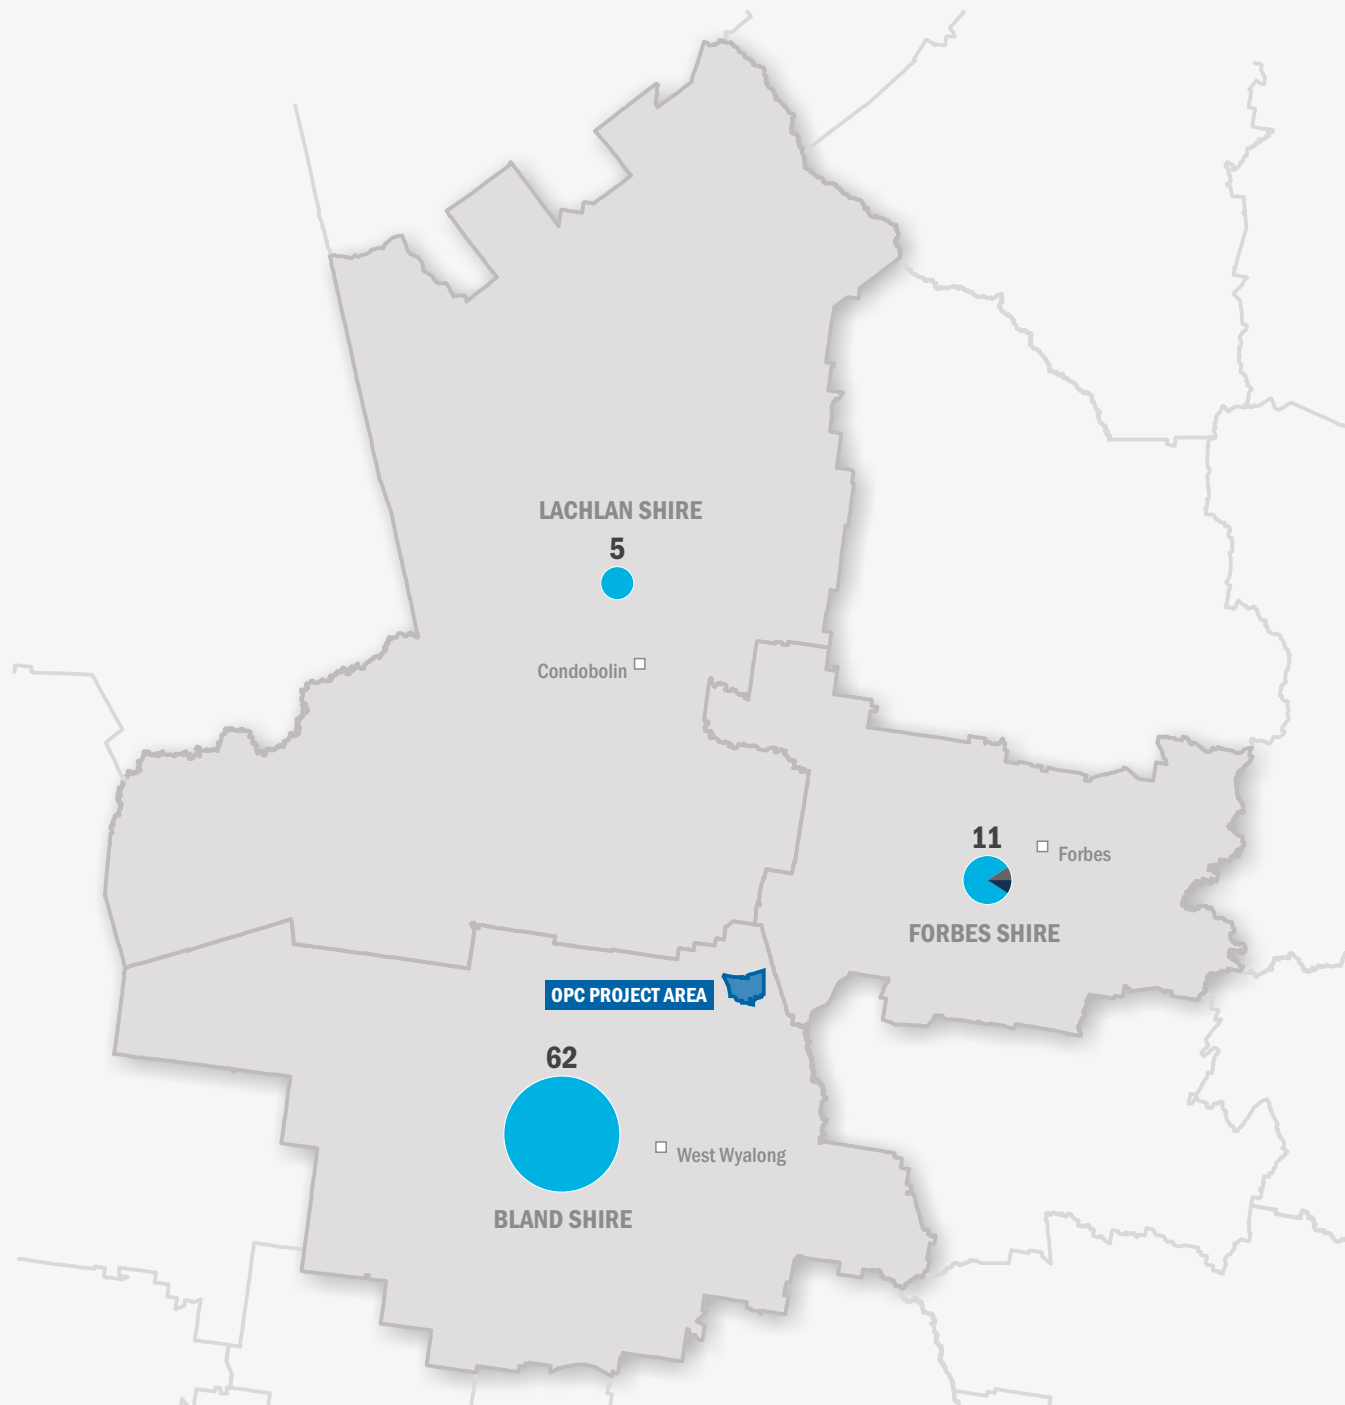 LACHLAN SHIRE
5
Condobolin
11
Forbes
FORBES SHIRE
OPC PROJECT AREA
62
West Wyalong
BLAND SHIRE